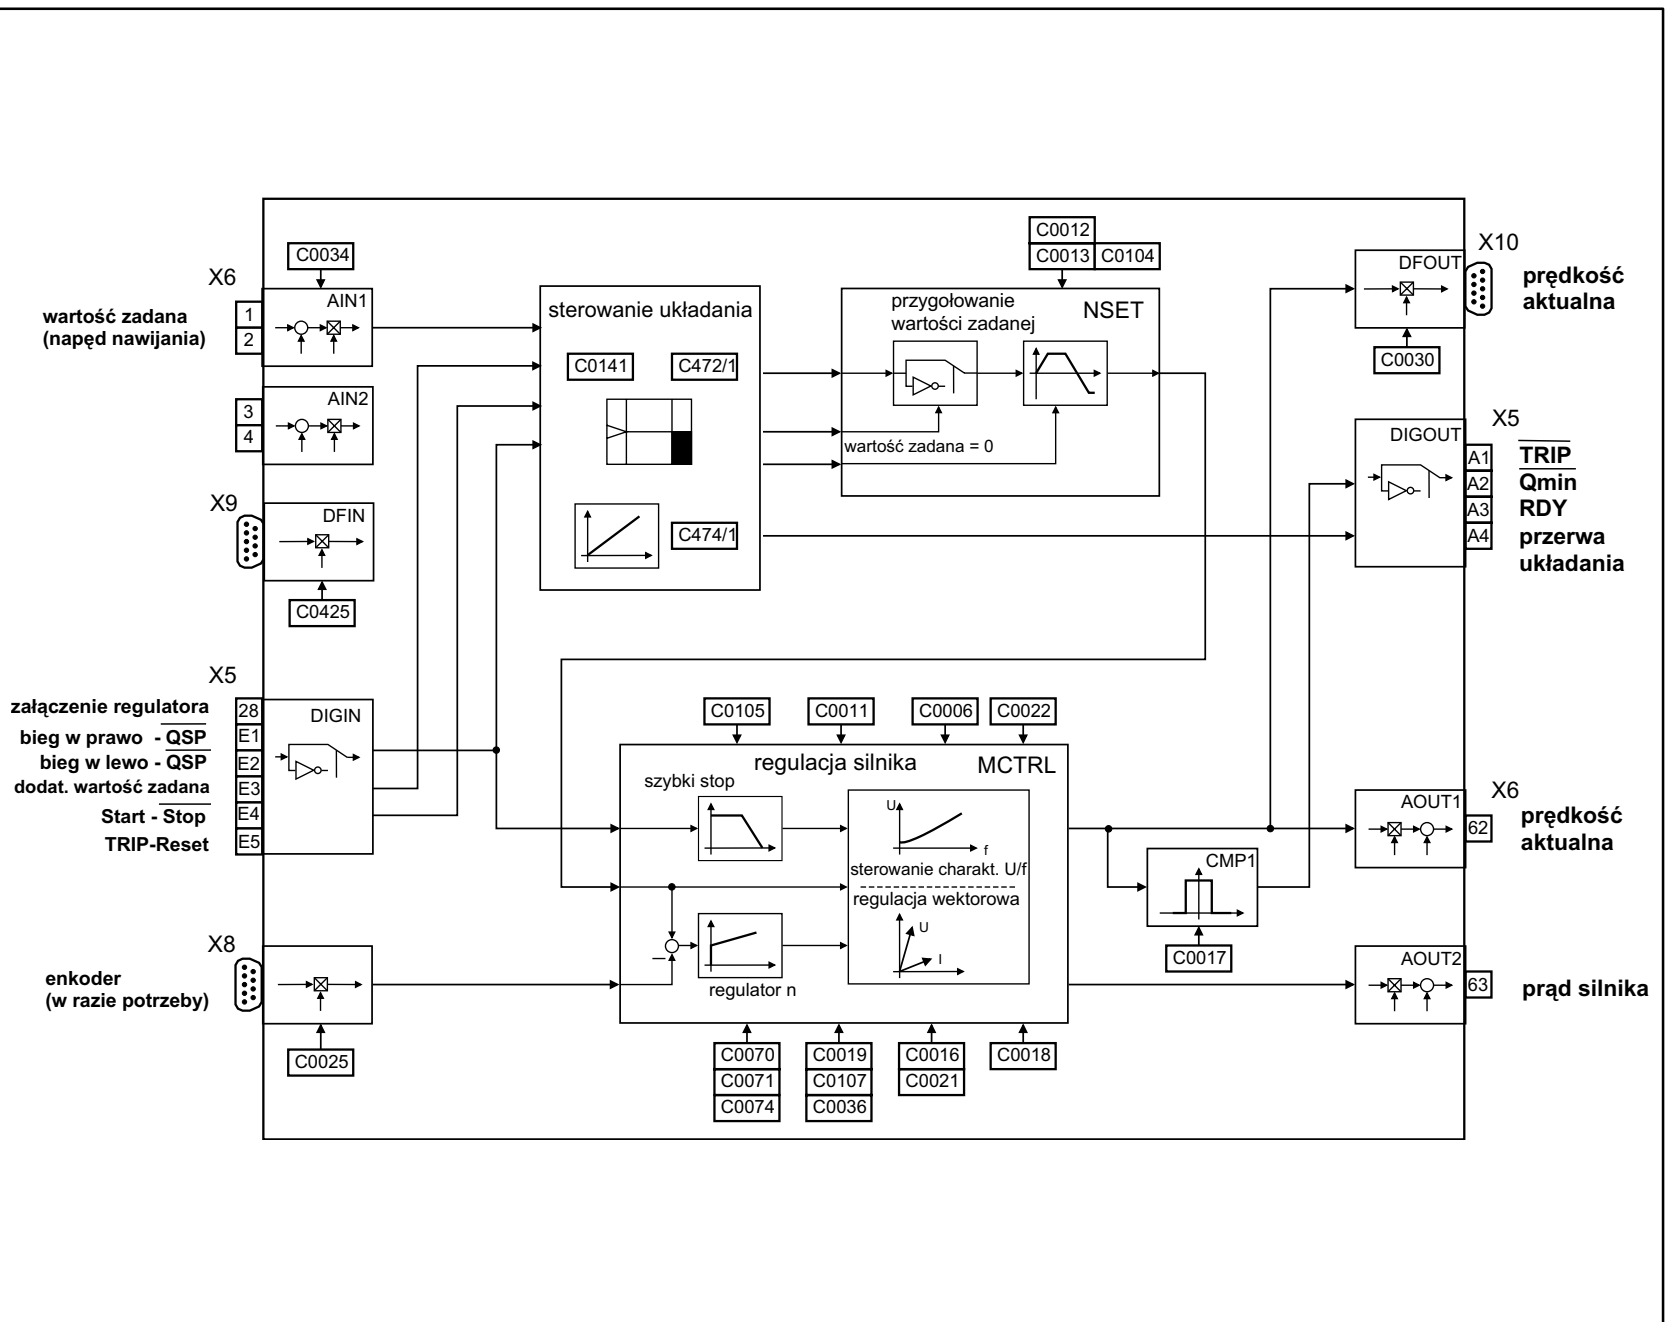 X6
C0034
AIN1
1
2
wartość zadana
(napęd nawijania)
AIN2
3
4
X9
DFIN
C0425
X5
DIGIN
załączenie regulatora
28
bieg w prawo - QSP
E1
bieg w lewo - QSP
E2
dodat. wartość zadana
E3
Start - Stop
E4
TRIP-Reset
E5
X8
enkoder
(w razie potrzeby)
C0025
sterowanie układania
C0141
C472/1
C474/1
C0012
C0013
C0104
przygołowanie
wartości zadanej
NSET
wartość zadana = 0
C0105
C0011
C0006
C0022
regulacja silnika
MCTRL
szybki stop
U
f
sterowanie charakt. U/f
regulacja wektorowa
U
I
regulator n
C0070
C0071
C0074
C0019
C0107
C0036
C0016
C0021
C0018
CMP1
C0017
X10
DFOUT
prędkość
aktualna
C0030
X5
DIGOUT
A1
TRIP
A2
Qmin
A3
RDY
A4
przerwa
układania
X6
AOUT1
62
prędkość
aktualna
AOUT2
63
prąd silnika